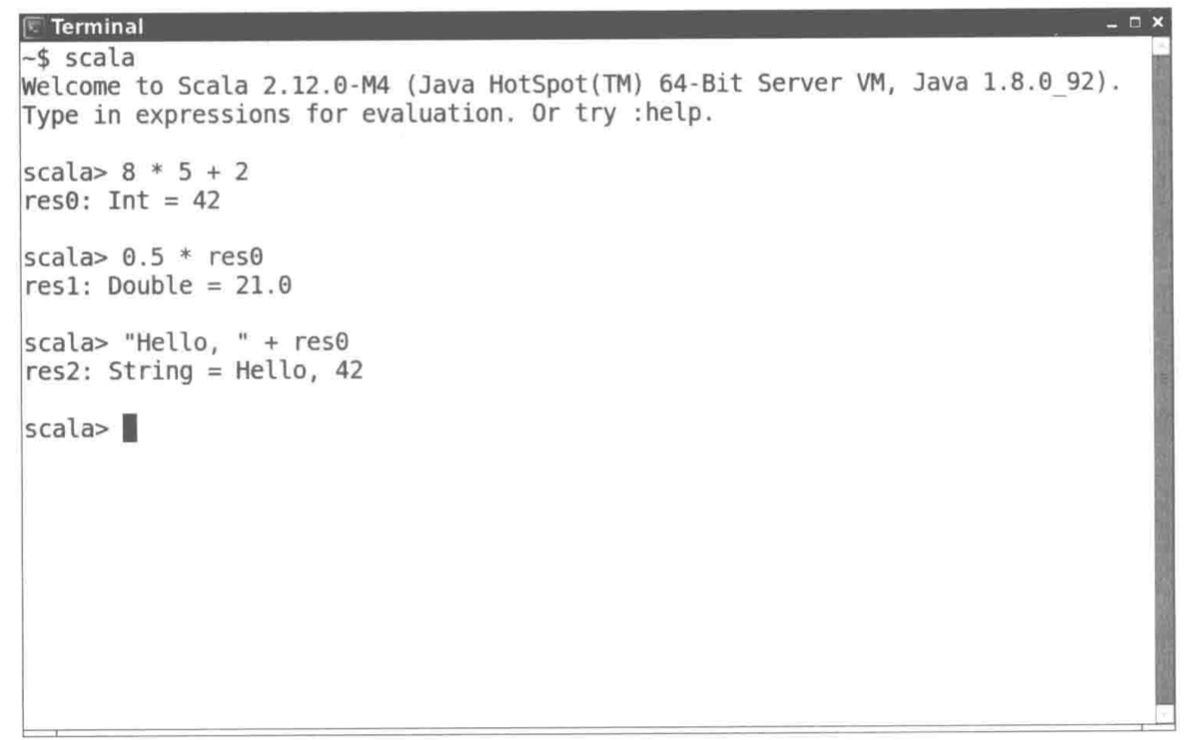 Terminal
~$ scala
Welcome to Scala 2.12.0-M4 (Java HotSpot(TM) 64-Bit Server VM, Java 1.8.0_92).
Type in expressions for evaluation. Or try :help.
scala> 8 * 5 + 2
res0: Int = 42
scala> 0.5 * res0
res1: Double = 21.0
scala> "Hello, " + res0
res2: String = Hello, 42
scala>